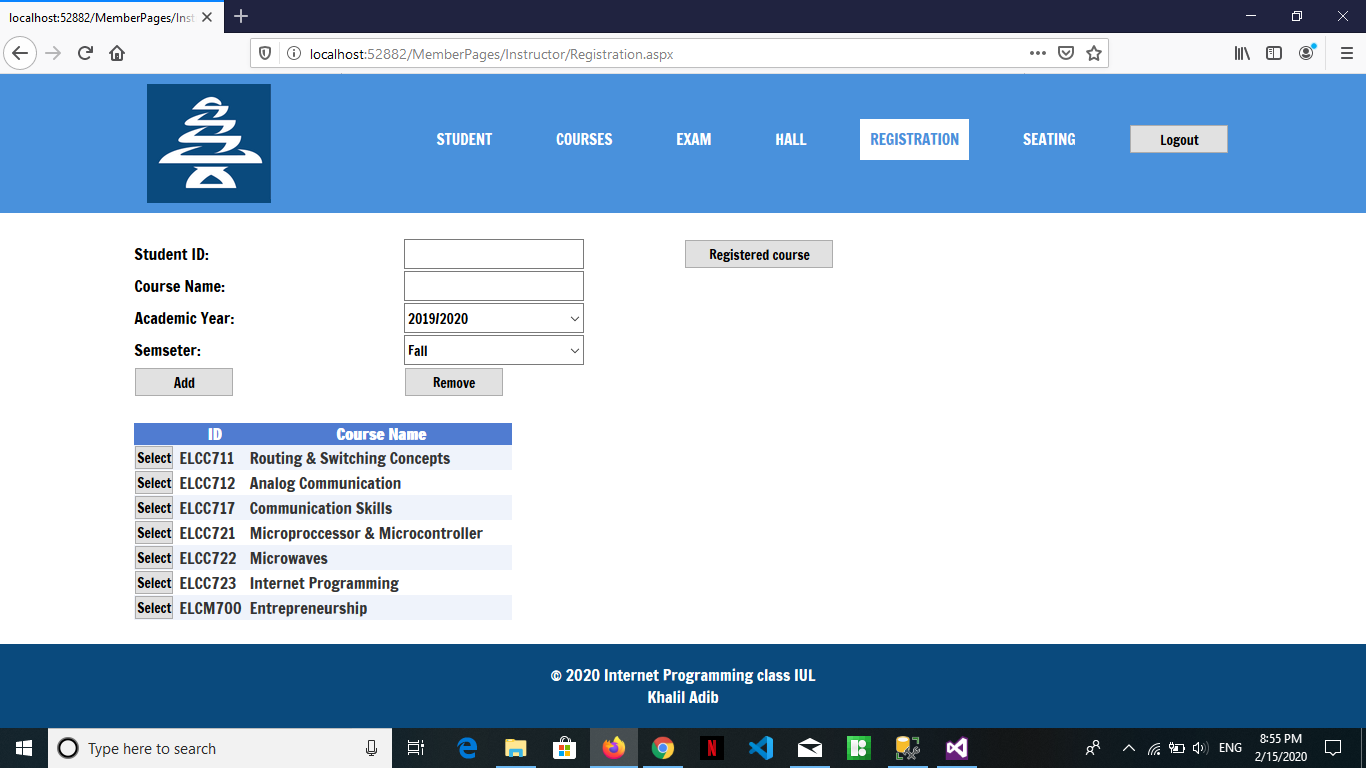 localhost:52882/MemberPages/Inst
localhost:52882/MemberPages/Instructor/Registration.aspx
STUDENT COURSES EXAM HALL REGISTRATION SEATING Logout
Student ID: Registered course
Course Name:
Academic Year: 2019/2020
Semseter: Fall
Add Remove
ID Course Name
Select ELCC711 Routing & Switching Concepts
Select ELCC712 Analog Communication
Select ELCC717 Communication Skills
Select ELCC721 Microproccessor & Microcontroller
Select ELCC722 Microwaves
Select ELCC723 Internet Programming
Select ELCM700 Entrepreneurship
© 2020 Internet Programming class IUL
Khalil Adib
Type here to search
N
ENG
8:55 PM
2/15/2020